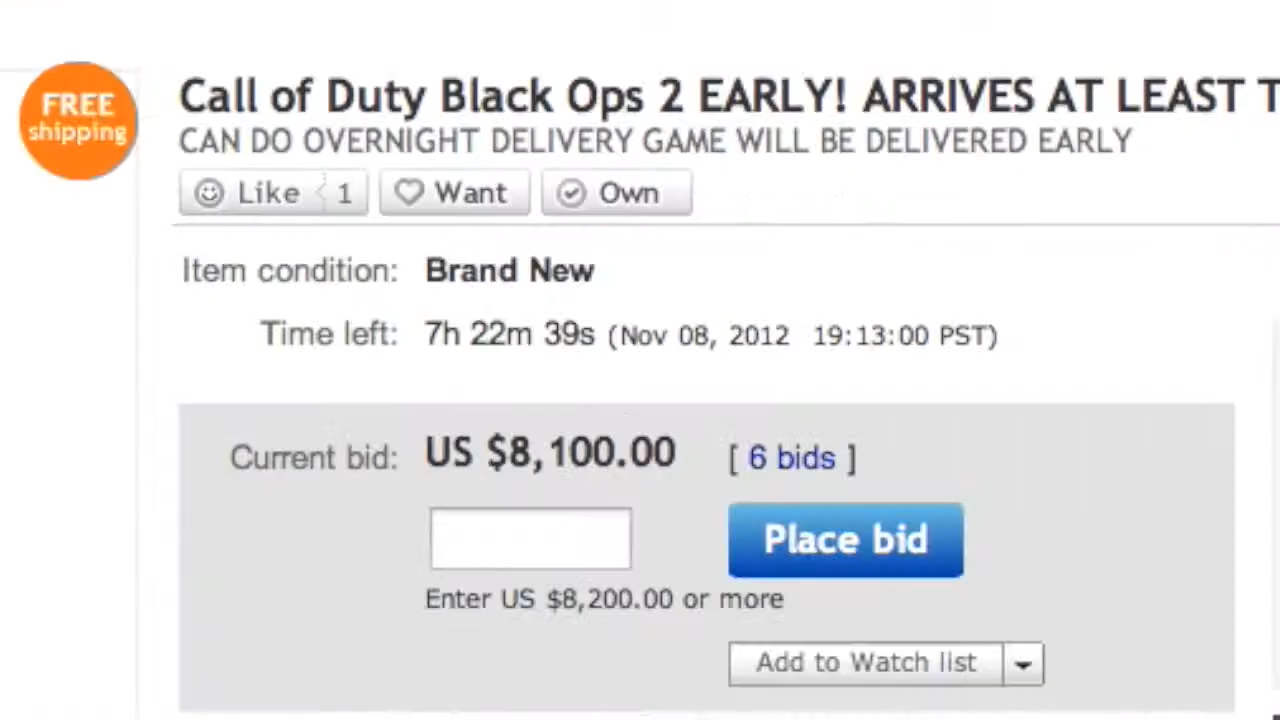 FREE
shipping
Call of Duty Black Ops 2 EARLY! ARRIVES AT LEAST T
CAN DO OVERNIGHT DELIVERY GAME WILL BE DELIVERED EARLY
Like 1 Want Own
Item condition: Brand New
Time left: 7h 22m 39s (Nov 08, 2012 19:13:00 PST)
Current bid: US $8,100.00 [ 6 bids ]
Place bid
Enter US $8,200.00 or more
Add to Watch list